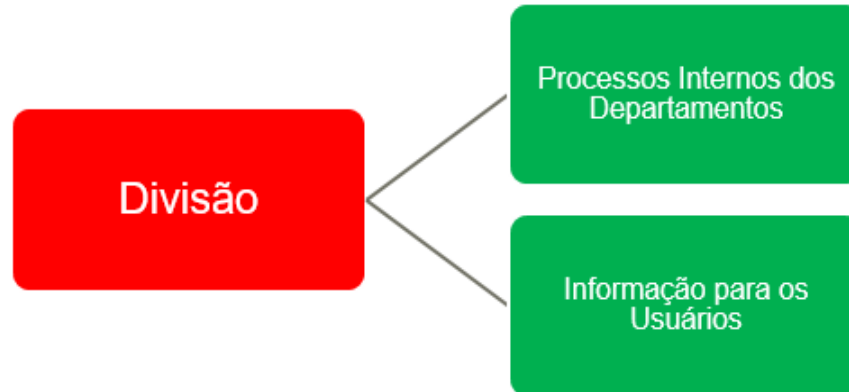 Processos Internos dos
Departamentos
Divisão
Informação para os
Usuários